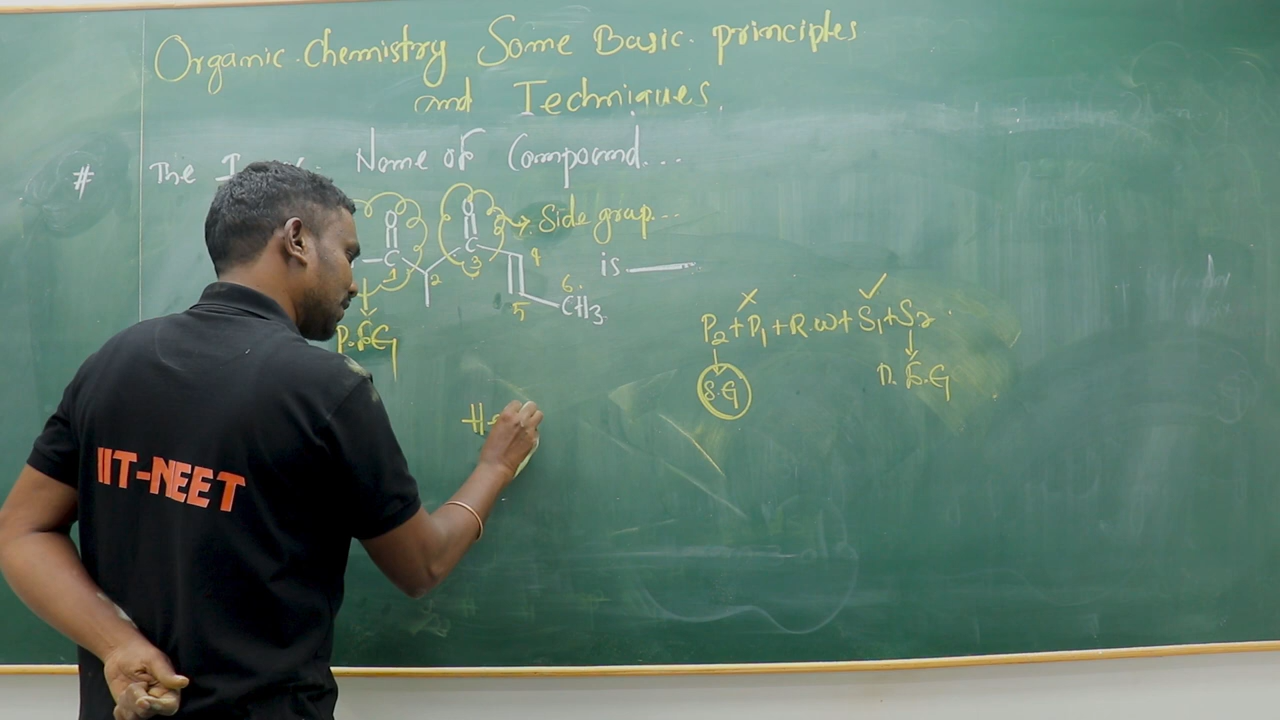 Organic Chemistry Some Basic principles
and Techniques.
# The Name of Compound...
O O
C C Side group...
1 2 3 4 5 6
CH3 is
P.F.G
P2 + P1 + R.W + S1 + S2
S.G
IIT-NEET